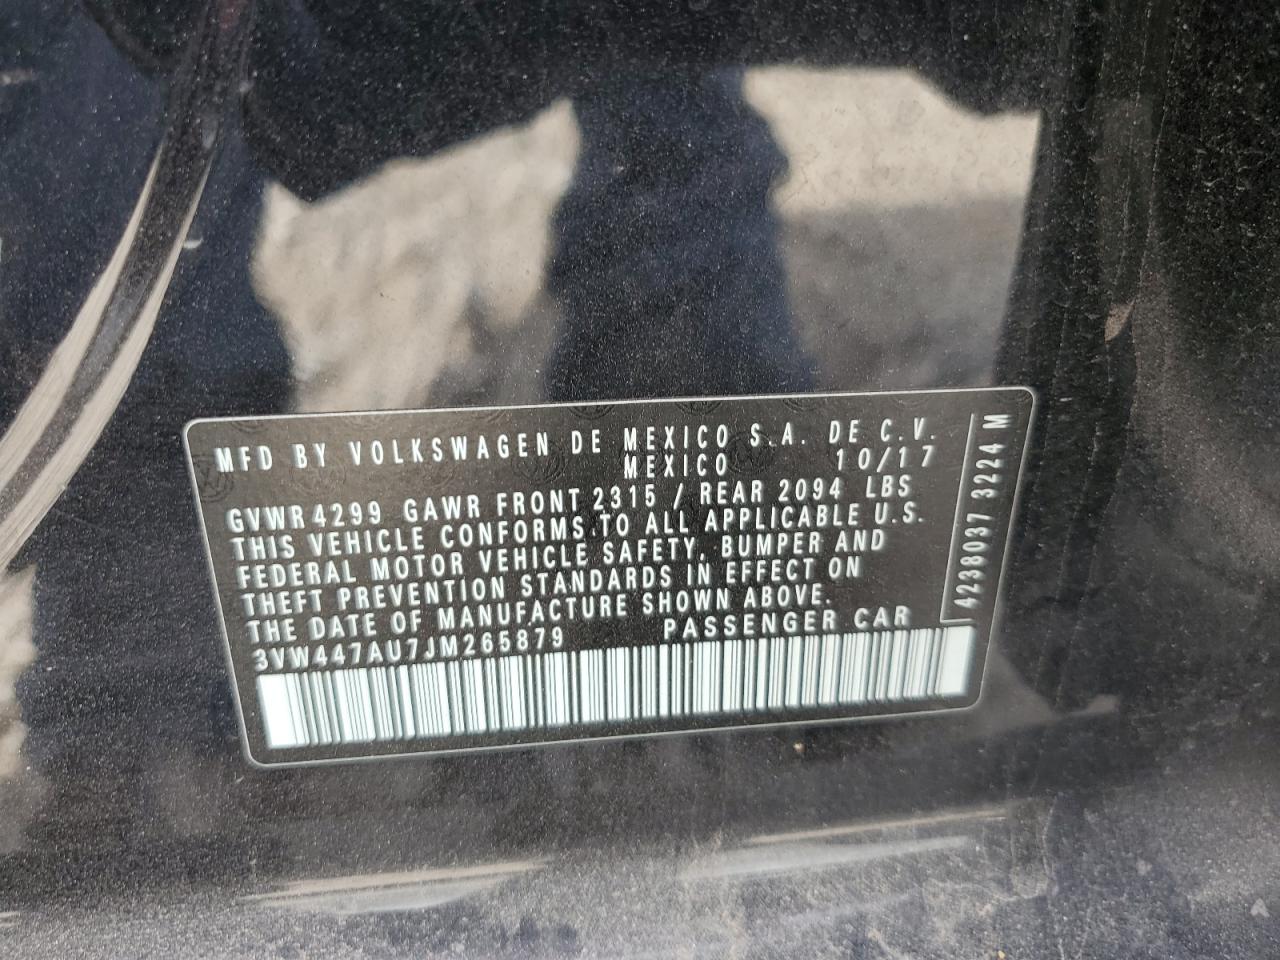 MFD BY VOLKSWAGEN DE MEXICO S.A. DE C.V.
MEXICO 10/17
GVWR 4299 GAWR FRONT 2315 / REAR 2094 LBS
THIS VEHICLE CONFORMS TO ALL APPLICABLE U.S.
FEDERAL MOTOR VEHICLE SAFETY, BUMPER AND
THEFT PREVENTION STANDARDS IN EFFECT ON
THE DATE OF MANUFACTURE SHOWN ABOVE.
3VW447AU7JM265879 PASSENGER CAR
4238037 3224 M